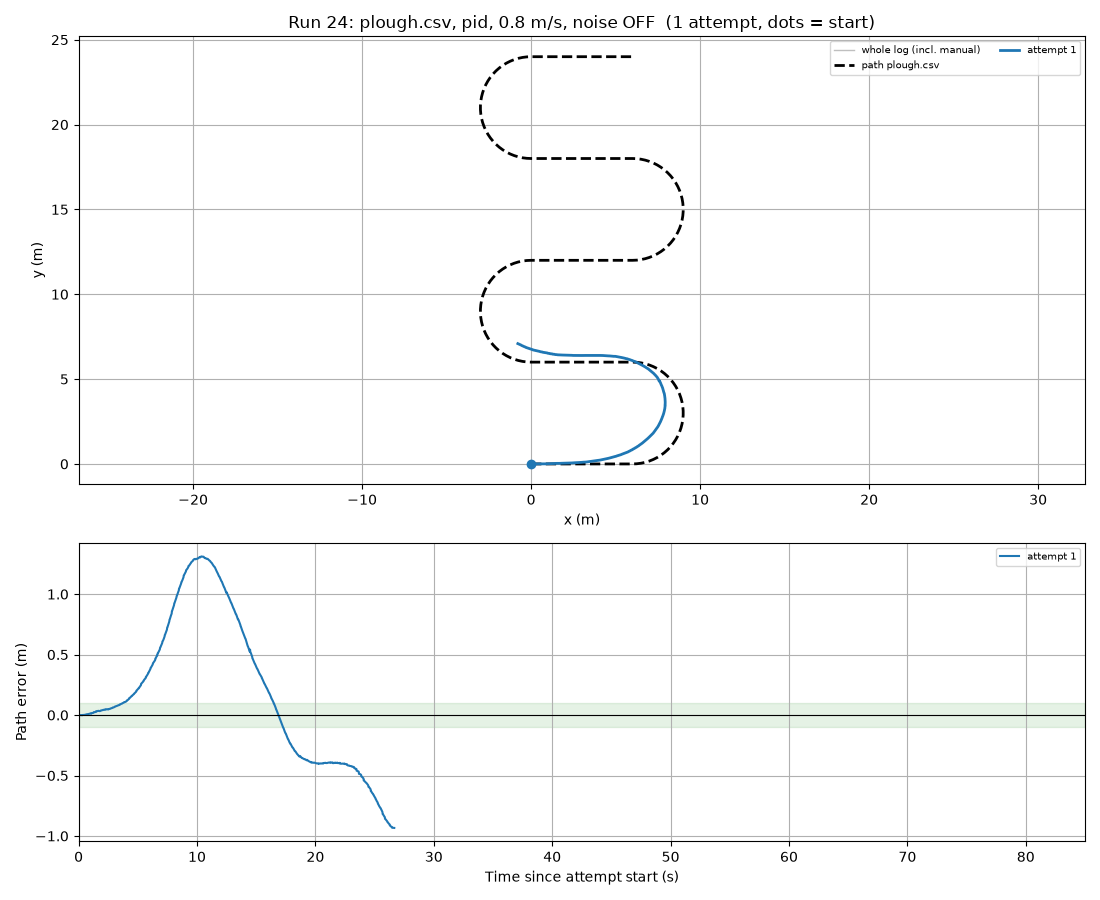 Run 24: plough.csv, pid, 0.8 m/s, noise OFF  (1 attempt, dots = start)
whole log (incl. manual)
path plough.csv
attempt 1
25
20
15
10
5
0
y (m)
−20
−10
0
10
20
30
x (m)
attempt 1
1.0
0.5
0.0
−0.5
−1.0
Path error (m)
0
10
20
30
40
50
60
70
80
Time since attempt start (s)